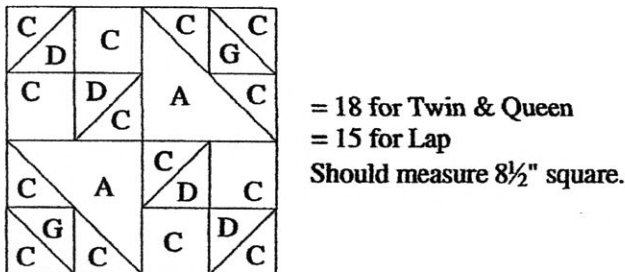 C C C C
D G
C D A C
C
= 18 for Twin & Queen
= 15 for Lap
Should measure 8½" square.
C
C A D C
G C D
C C C